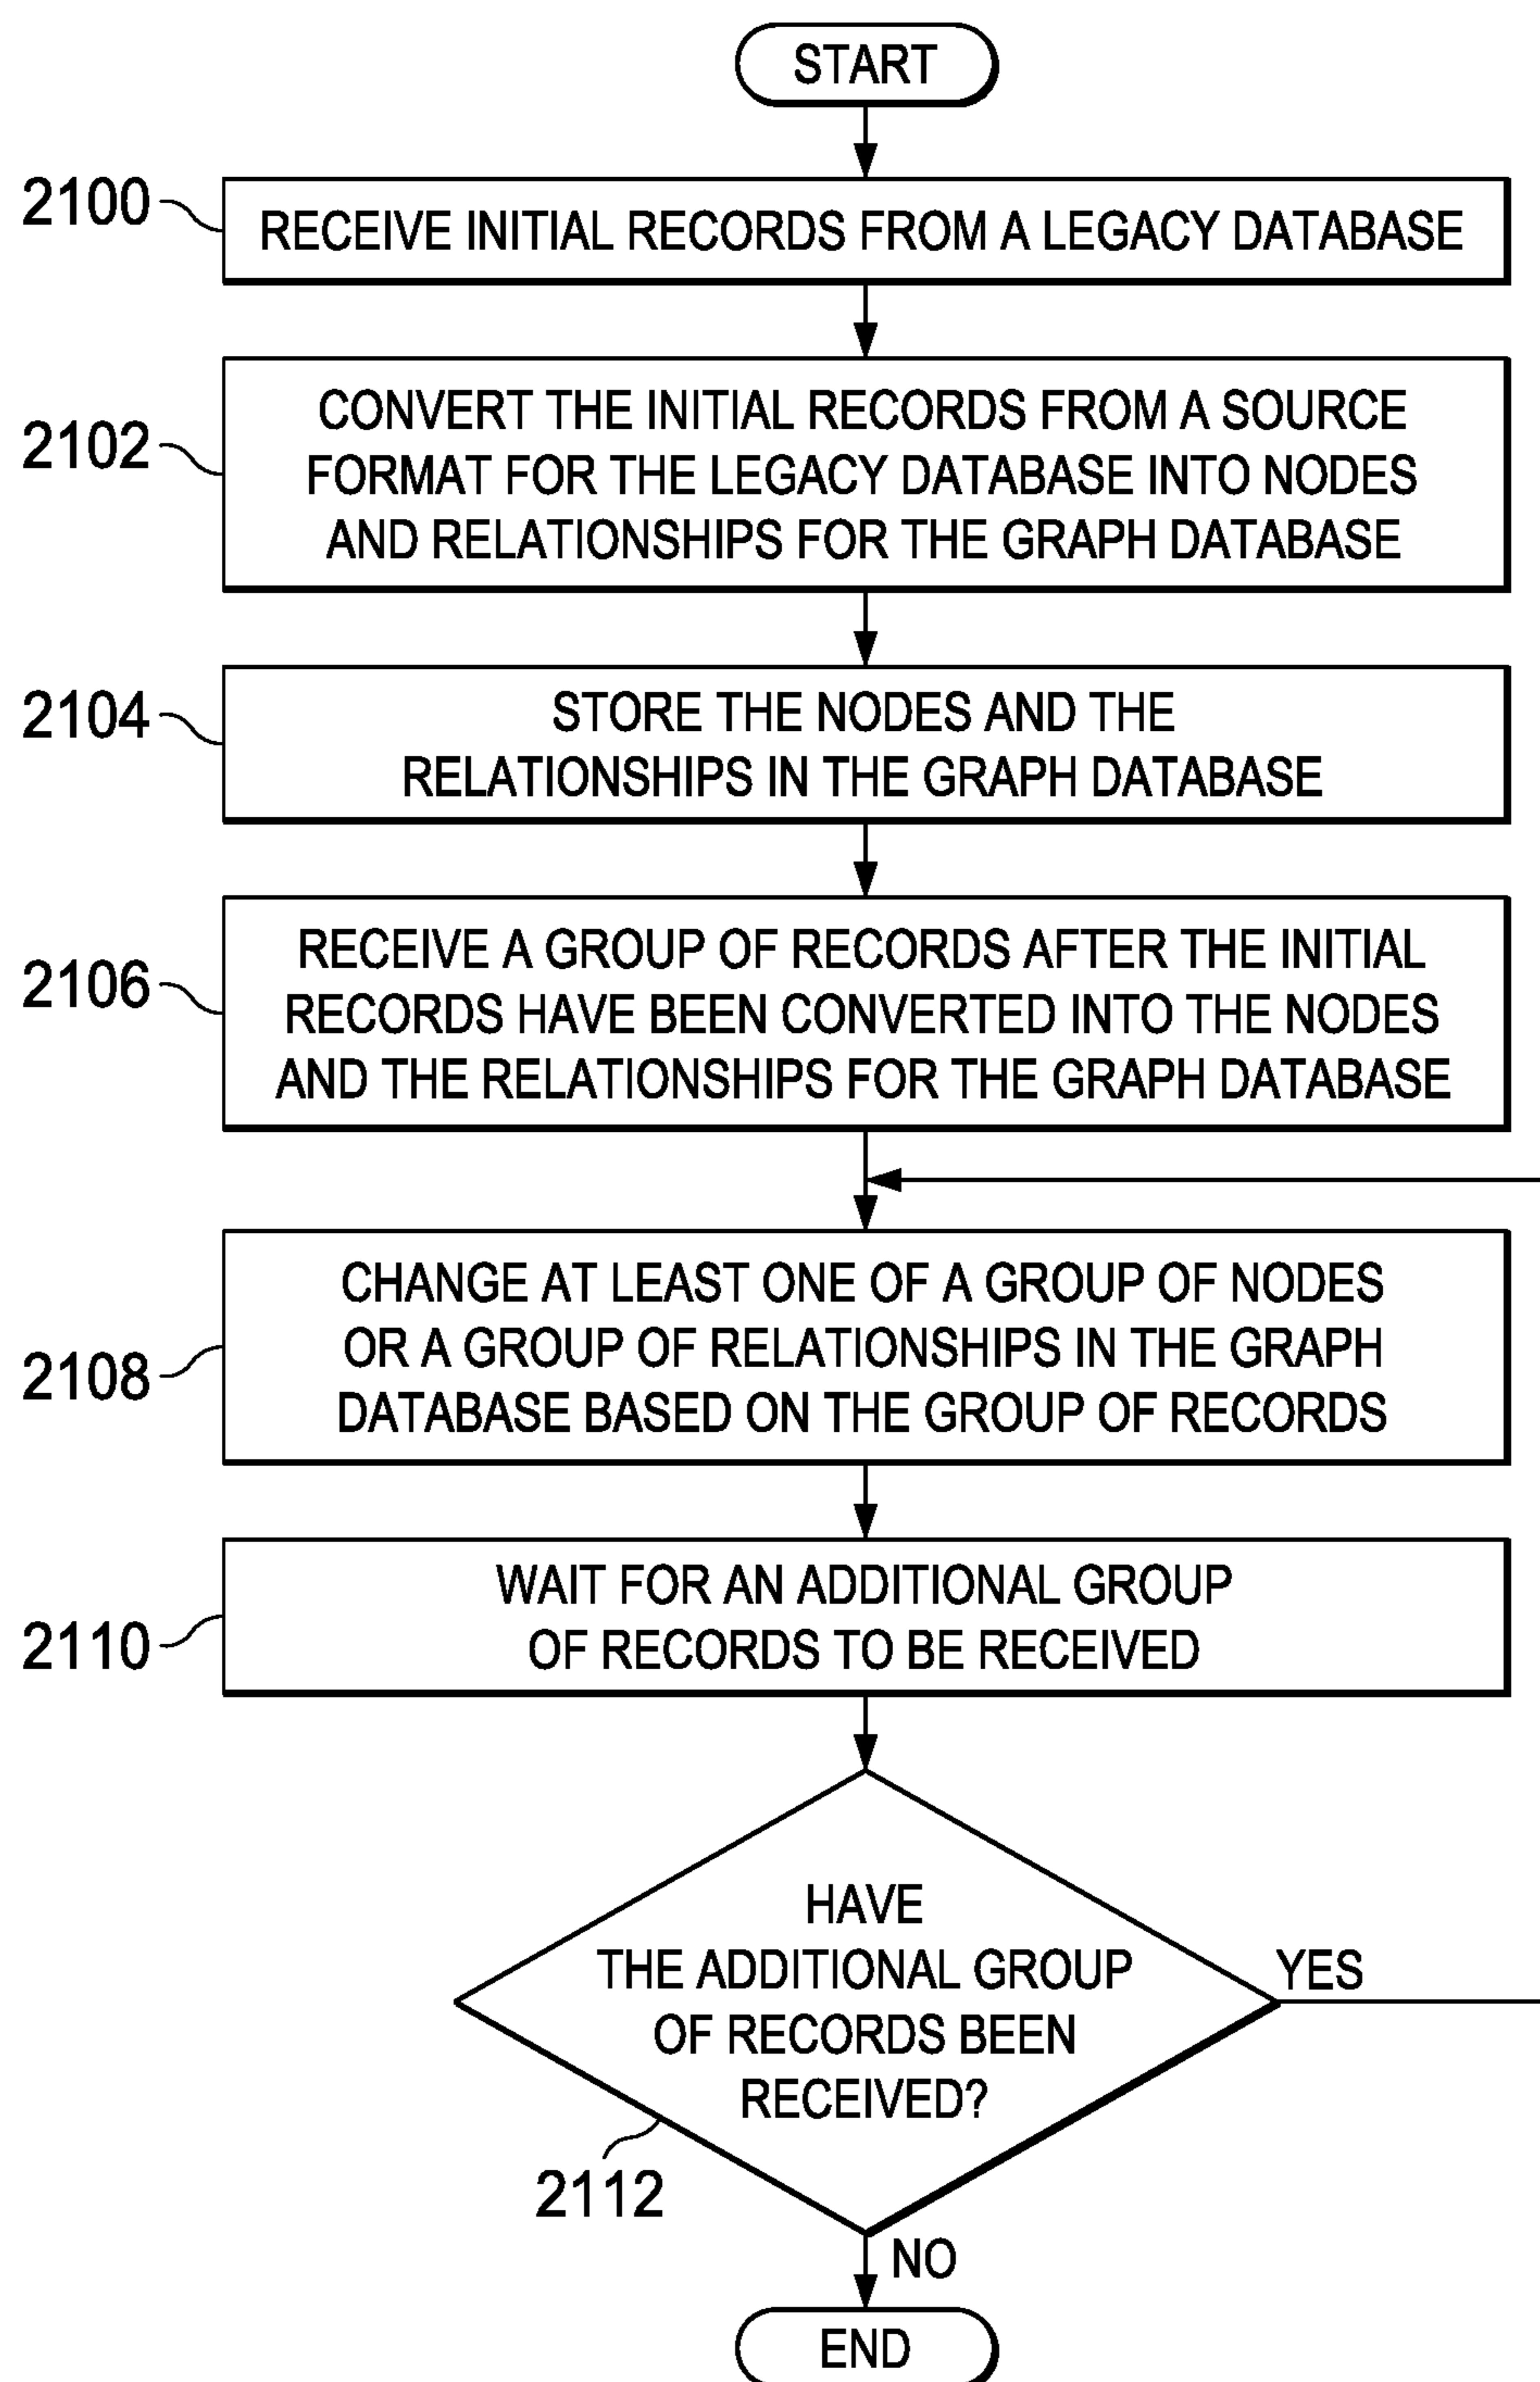 START
2100
RECEIVE INITIAL RECORDS FROM A LEGACY DATABASE
2102
CONVERT THE INITIAL RECORDS FROM A SOURCE
FORMAT FOR THE LEGACY DATABASE INTO NODES
AND RELATIONSHIPS FOR THE GRAPH DATABASE
2104
STORE THE NODES AND THE
RELATIONSHIPS IN THE GRAPH DATABASE
2106
RECEIVE A GROUP OF RECORDS AFTER THE INITIAL
RECORDS HAVE BEEN CONVERTED INTO THE NODES
AND THE RELATIONSHIPS FOR THE GRAPH DATABASE
2108
CHANGE AT LEAST ONE OF A GROUP OF NODES
OR A GROUP OF RELATIONSHIPS IN THE GRAPH
DATABASE BASED ON THE GROUP OF RECORDS
2110
WAIT FOR AN ADDITIONAL GROUP
OF RECORDS TO BE RECEIVED
HAVE
THE ADDITIONAL GROUP
OF RECORDS BEEN
RECEIVED?
YES
2112
NO
END